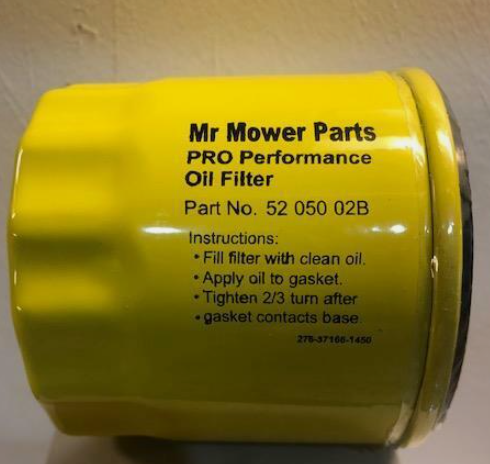 Mr Mower Parts
PRO Performance
Oil Filter
Part No. 52 050 02B
Instructions:
• Fill filter with clean oil.
• Apply oil to gasket.
• Tighten 2/3 turn after
• gasket contacts base.
276-37166-1450